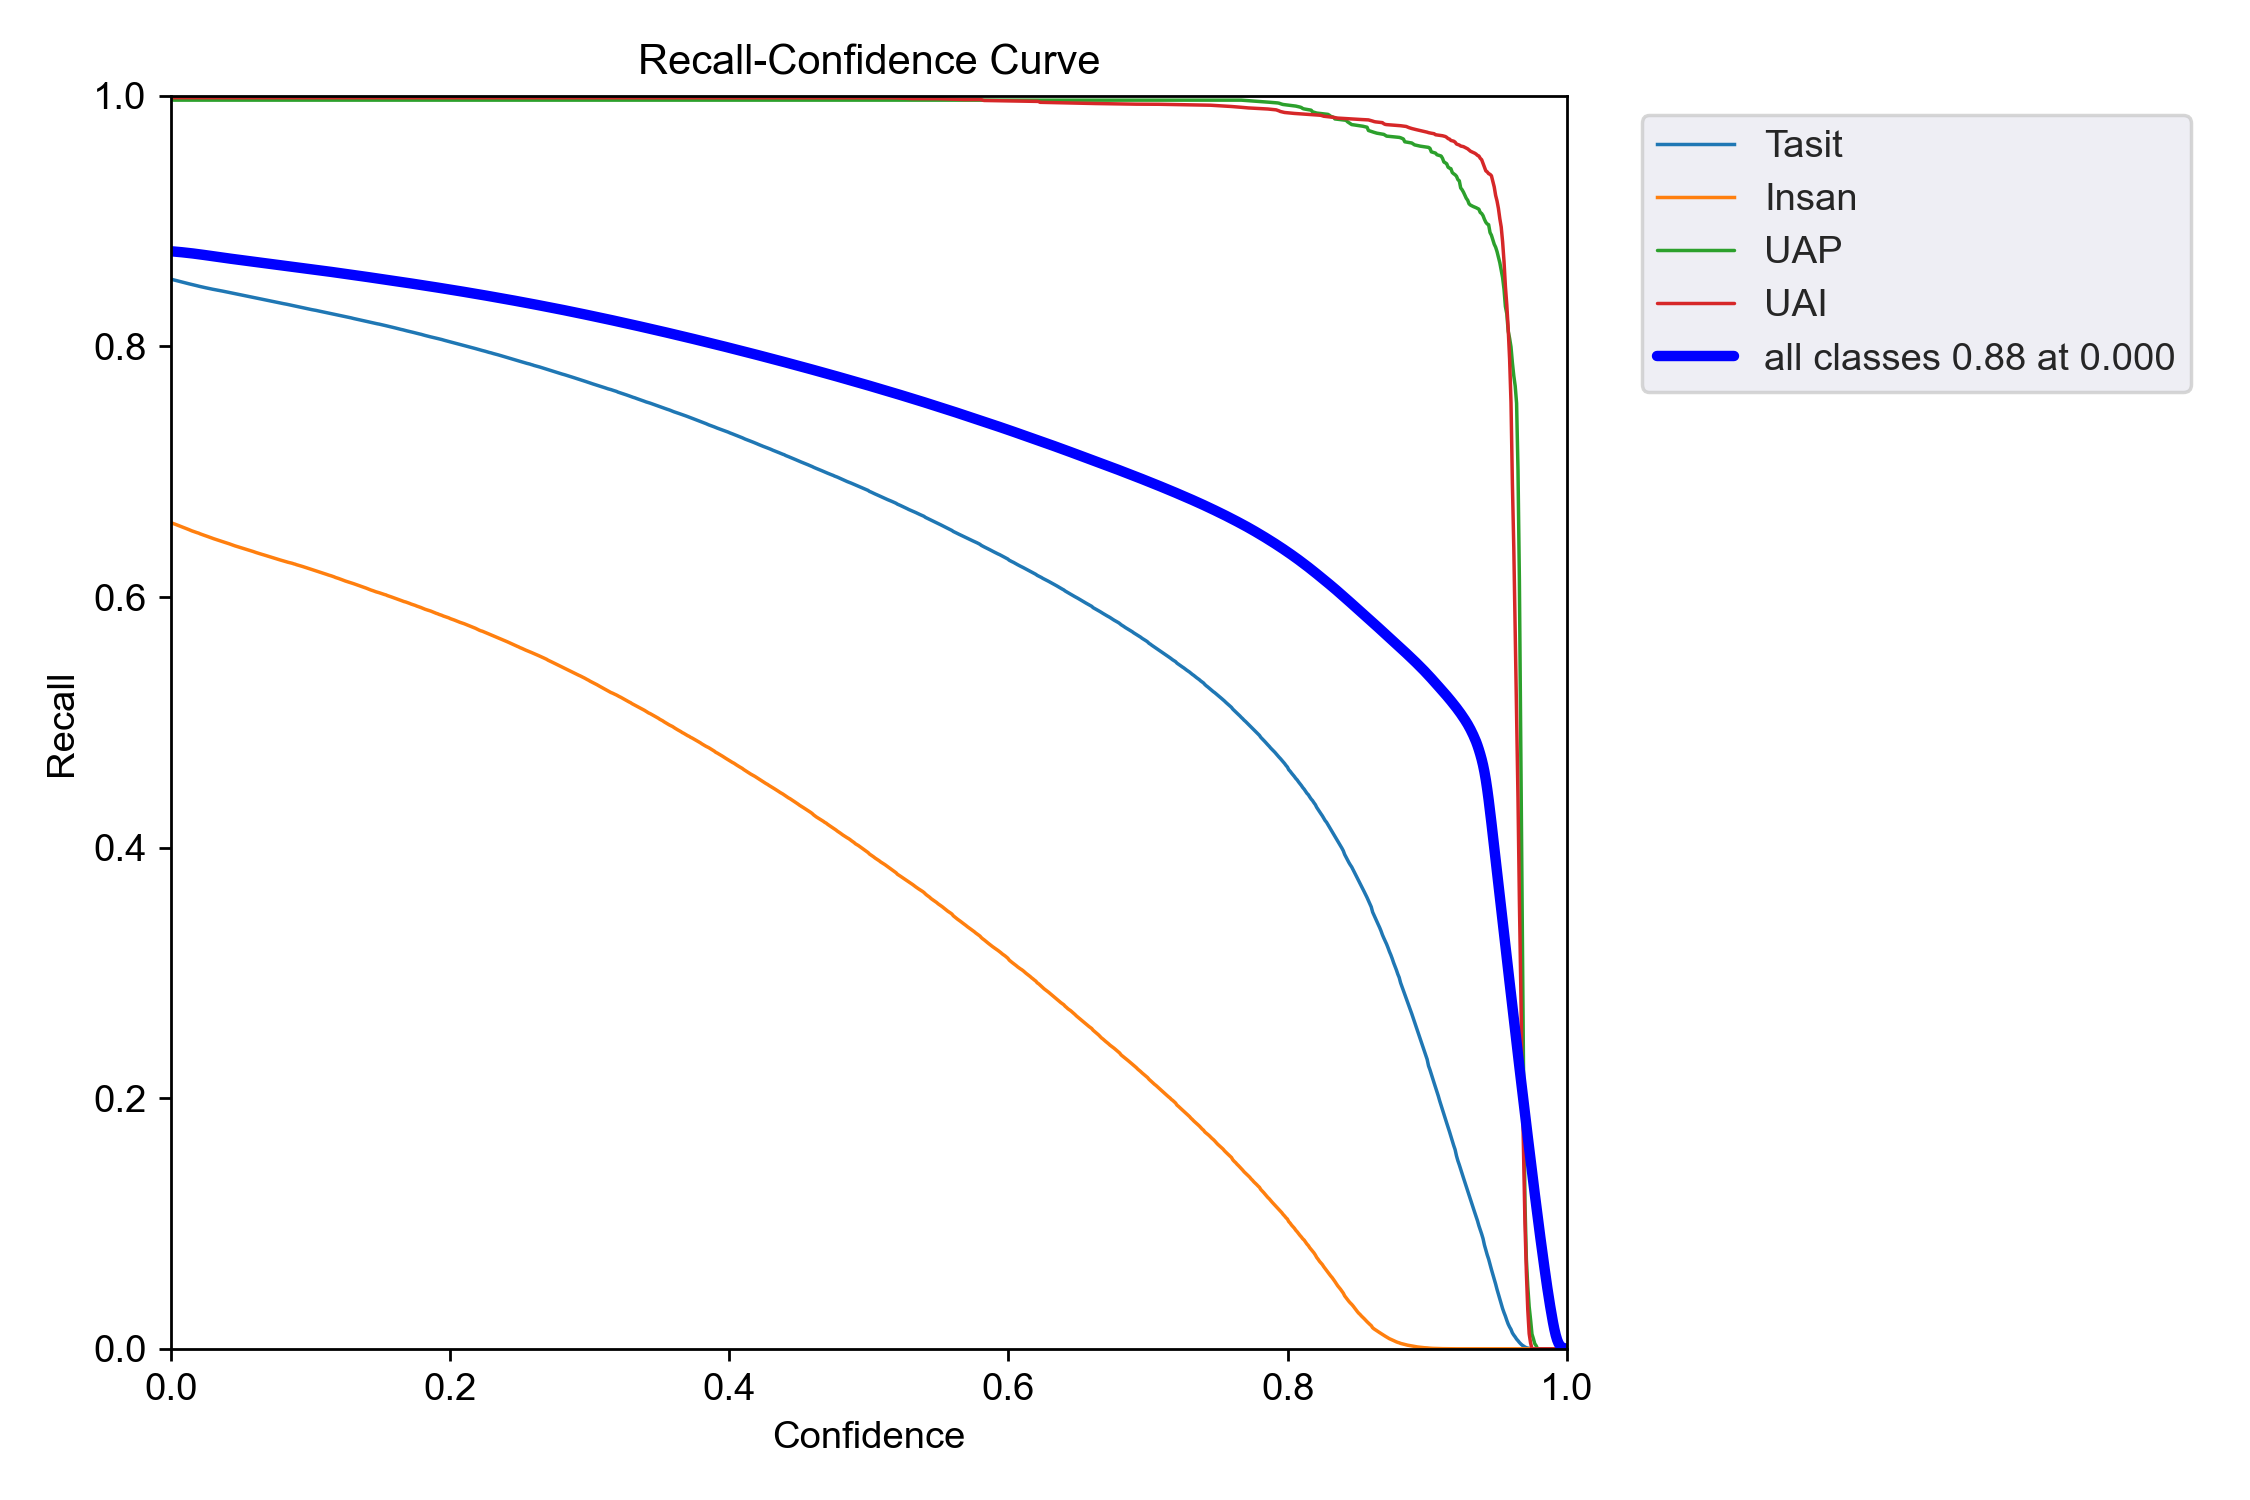 Recall-Confidence Curve
1.0
0.8
0.6
0.4
0.2
0.0
Recall
0.0 0.2 0.4 0.6 0.8 1.0
Confidence
Tasit
Insan
UAP
UAI
all classes 0.88 at 0.000